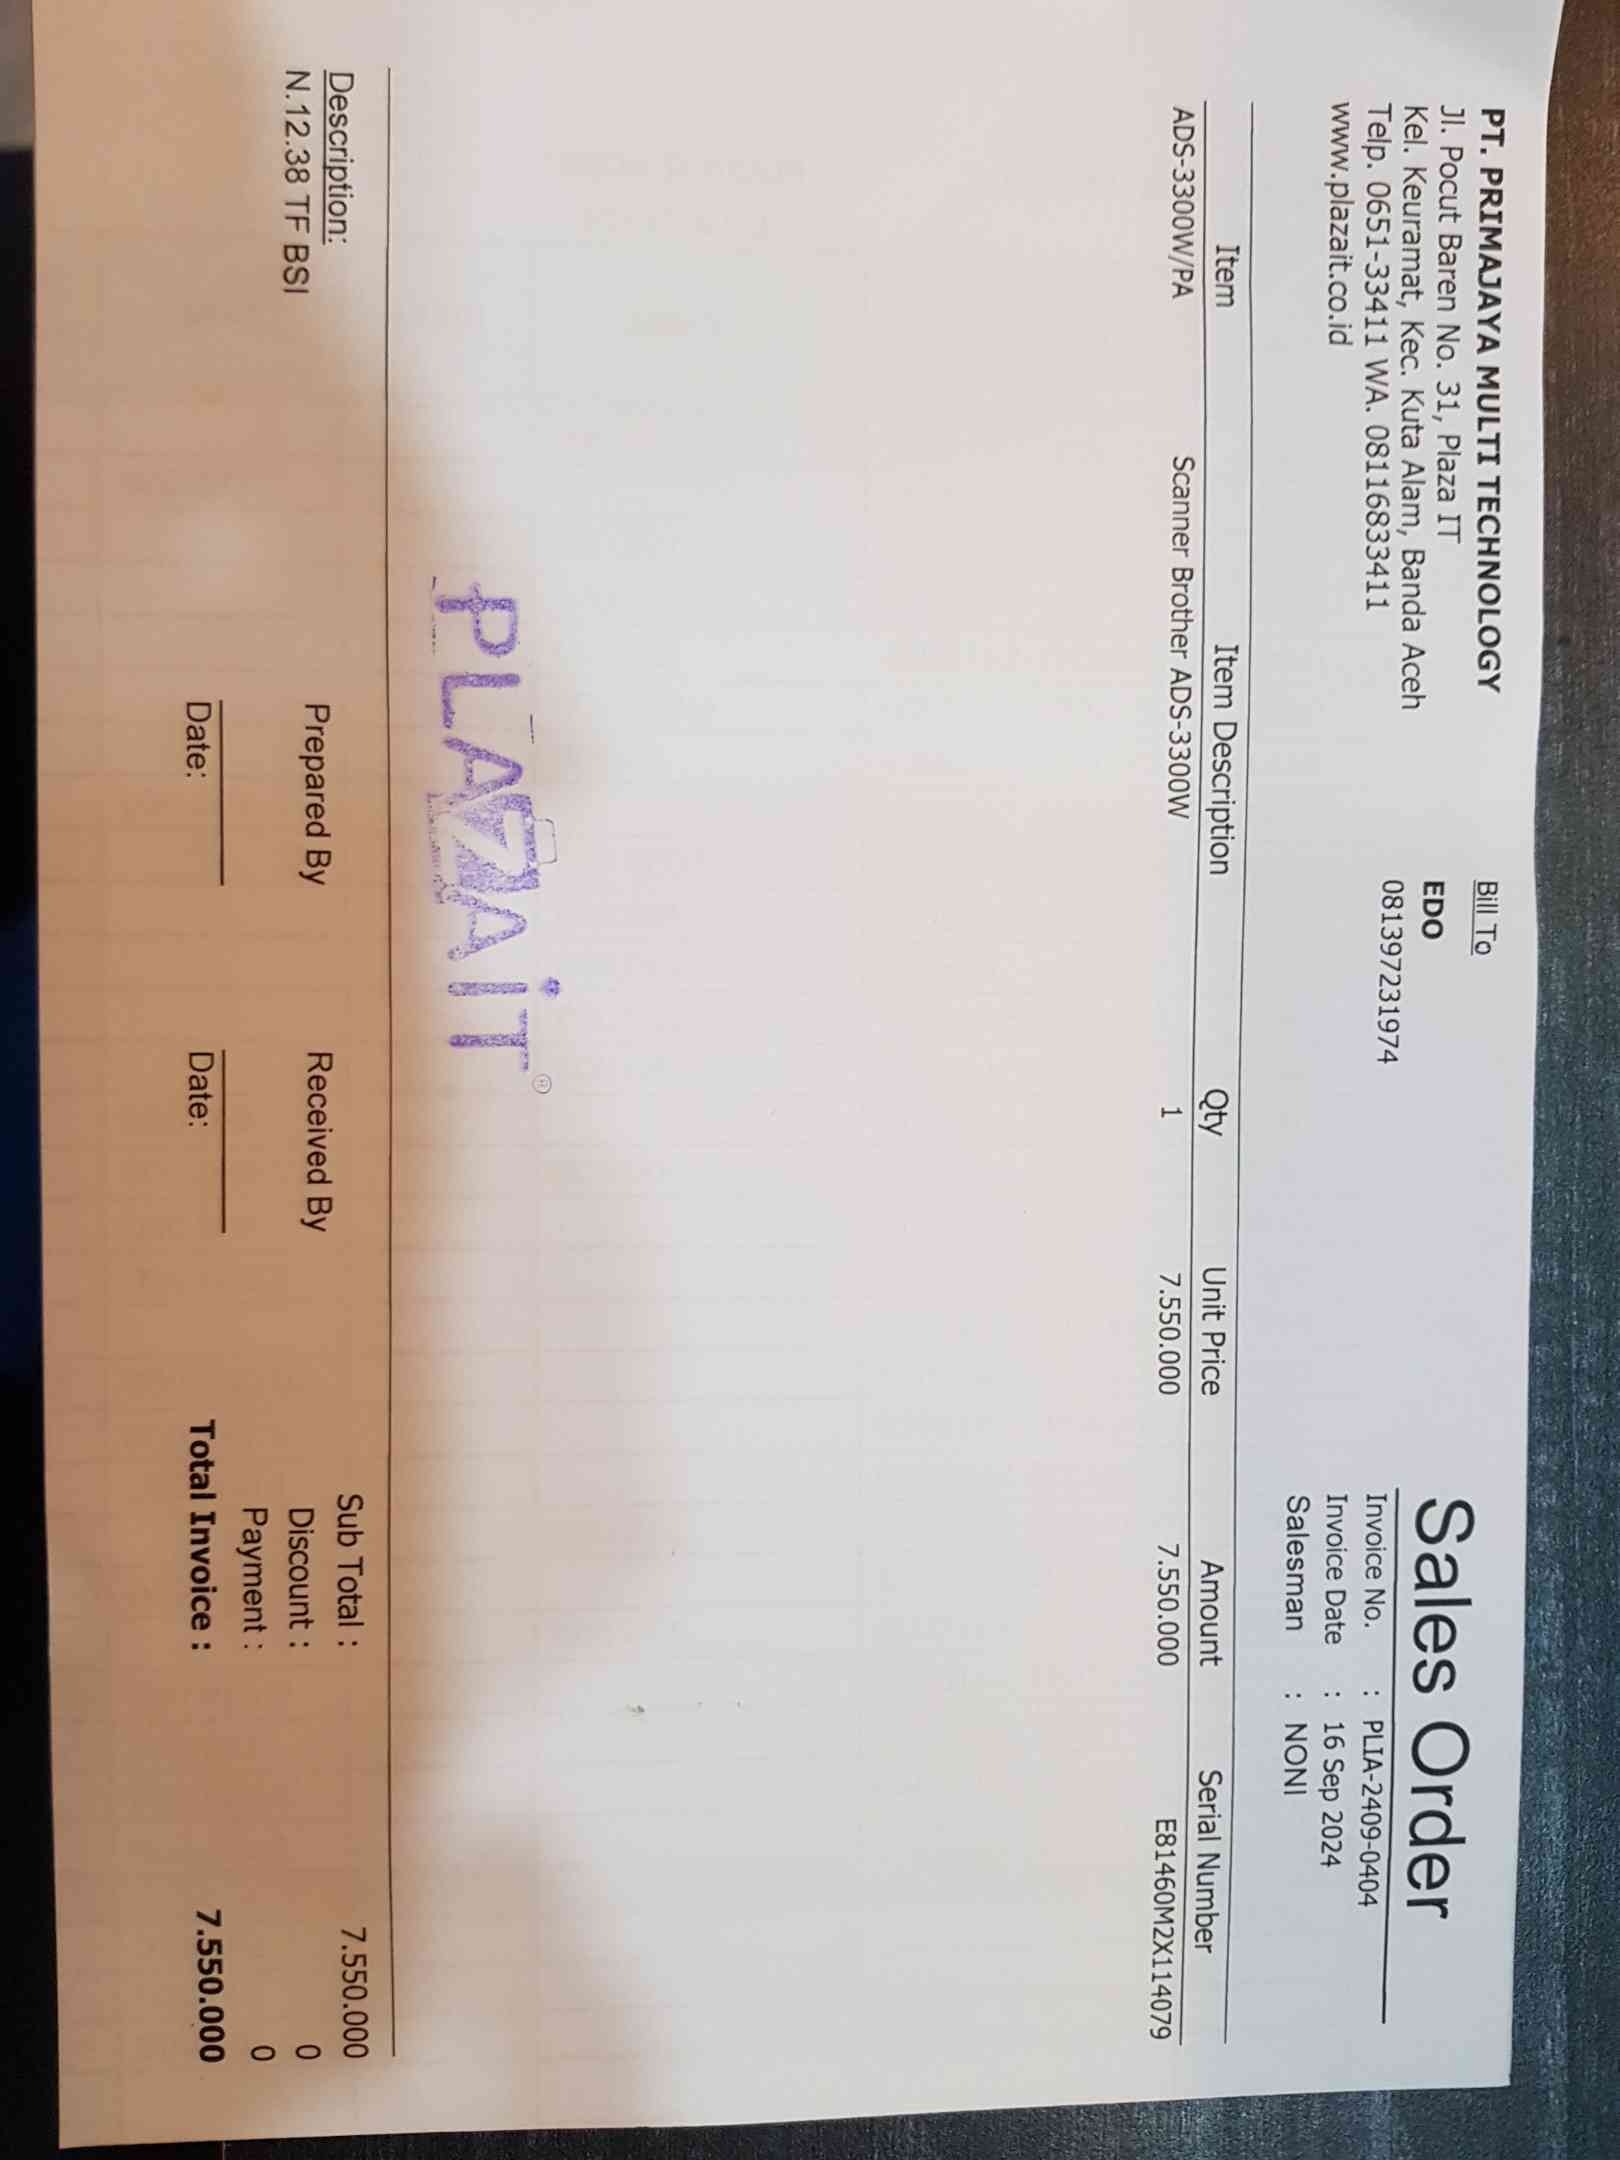 PT. PRIMAJAYA MULTI TECHNOLOGY
Jl. Pocut Baren No. 31, Plaza IT
Kel. Keuramat, Kec. Kuta Alam, Banda Aceh
Telp. 0651-33411 WA. 08116833411
www.plazait.co.id
Bill To
EDO
081397231974
Sales Order
Invoice No. : PLIA-2409-0404
Invoice Date : 16 Sep 2024
Salesman : NONI
Item Item Description Qty Unit Price Amount Serial Number
ADS-3300W/PA Scanner Brother ADS-3300W 1 7.550.000 7.550.000 E81460M2X114079
PLAZAiT®
Description:
N.12.38 TF BSI
Prepared By
Date:
Received By
Date:
Sub Total : 7.550.000
Discount : 0
Payment : 0
Total Invoice : 7.550.000